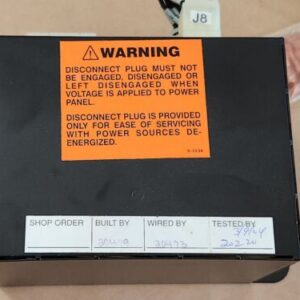 J8
⚠ WARNING
DISCONNECT PLUG MUST NOT
BE ENGAGED, DISENGAGED OR
LEFT DISENGAGED WHEN
VOLTAGE IS APPLIED TO POWER
PANEL.
DISCONNECT PLUG IS PROVIDED
ONLY FOR EASE OF SERVICING
WITH POWER SOURCES DE-
ENERGIZED.
SHOP ORDER BUILT BY WIRED BY TESTED BY
20473